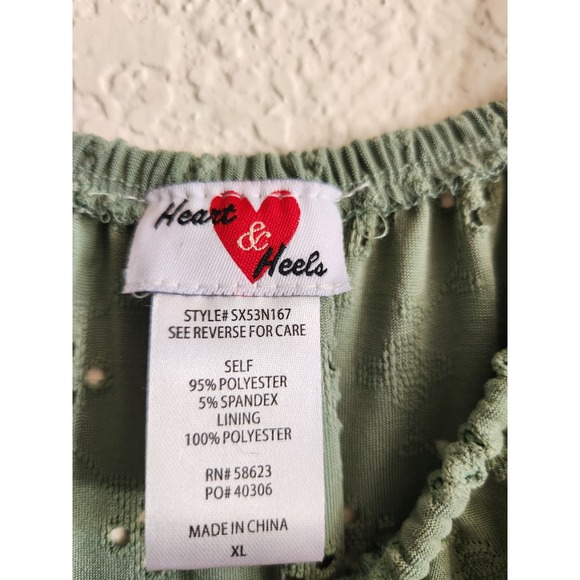 Heart
&
Heels
STYLE# SX53N167
SEE REVERSE FOR CARE
SELF
95% POLYESTER
5% SPANDEX
LINING
100% POLYESTER
RN# 58623
PO# 40306
MADE IN CHINA
XL